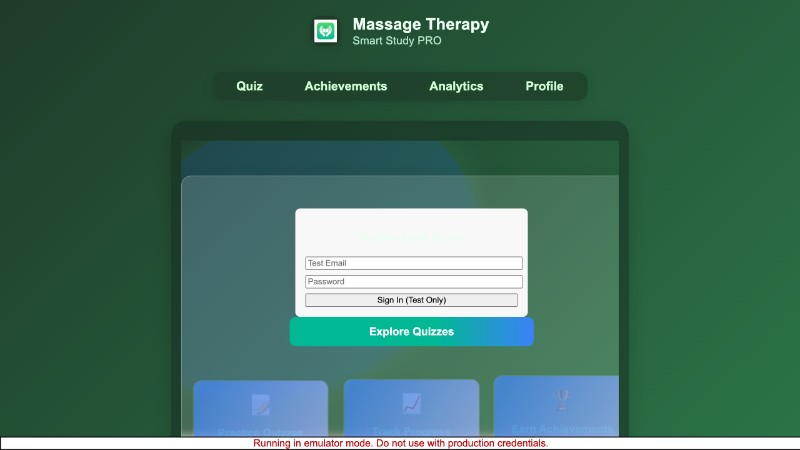 Massage Therapy
Smart Study PRO
Quiz Achievements Analytics Profile
Test Email
Password
Sign In (Test Only)
Explore Quizzes
Practice Quizzes Track Progress Earn Achievements
Running in emulator mode. Do not use with production credentials.